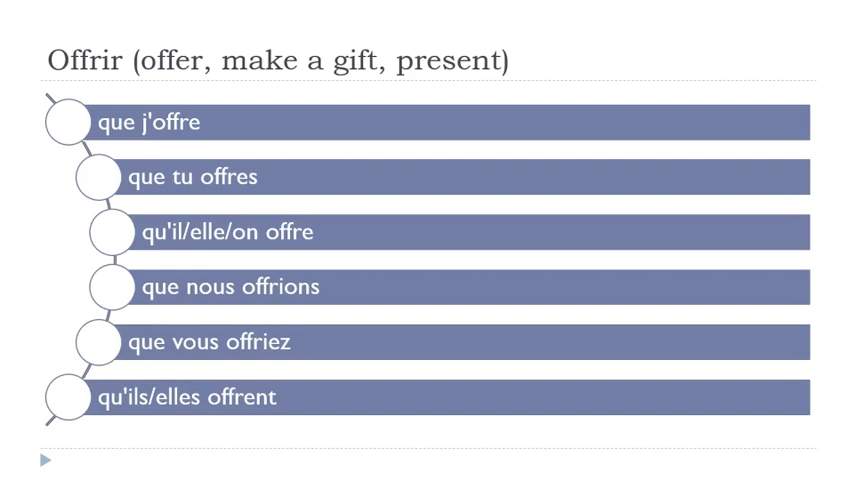 Offrir (offer, make a gift, present)
que j'offre
que tu offres
qu'il/elle/on offre
que nous offrions
que vous offriez
qu'ils/elles offrent